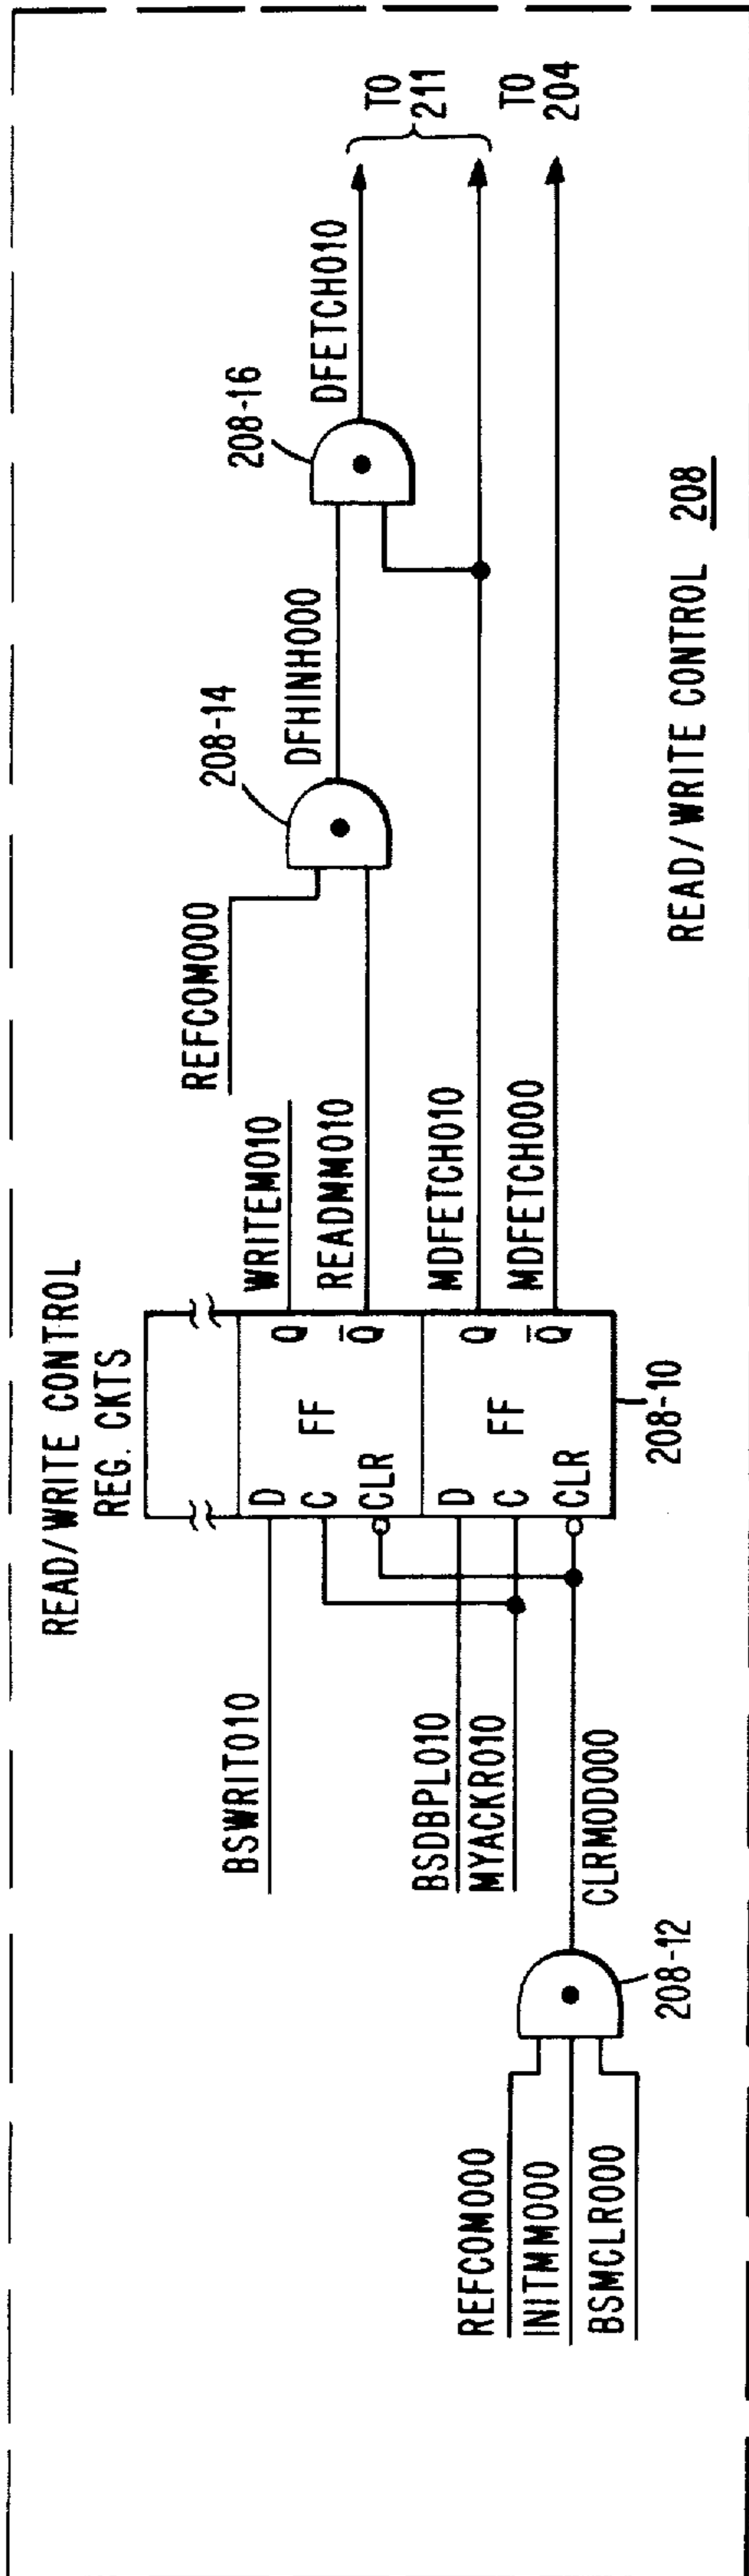 READ/WRITE CONTROL
REG. CKTS
BSWRIT010
BSDBPL010
MYACKR010
CLRMOD000
REFCOM000
INITMM000
BSMCLR000
208-12
D
C
CLR
FF
Q
Q̅
D
C
CLR
FF
Q
Q̅
208-10
WRITEM010
READMM010
MDFETCH010
MDFETCH000
REFCOM000
208-14
DFHINH000
208-16
DFETCH010
TO
211
TO
204
READ/WRITE CONTROL 208